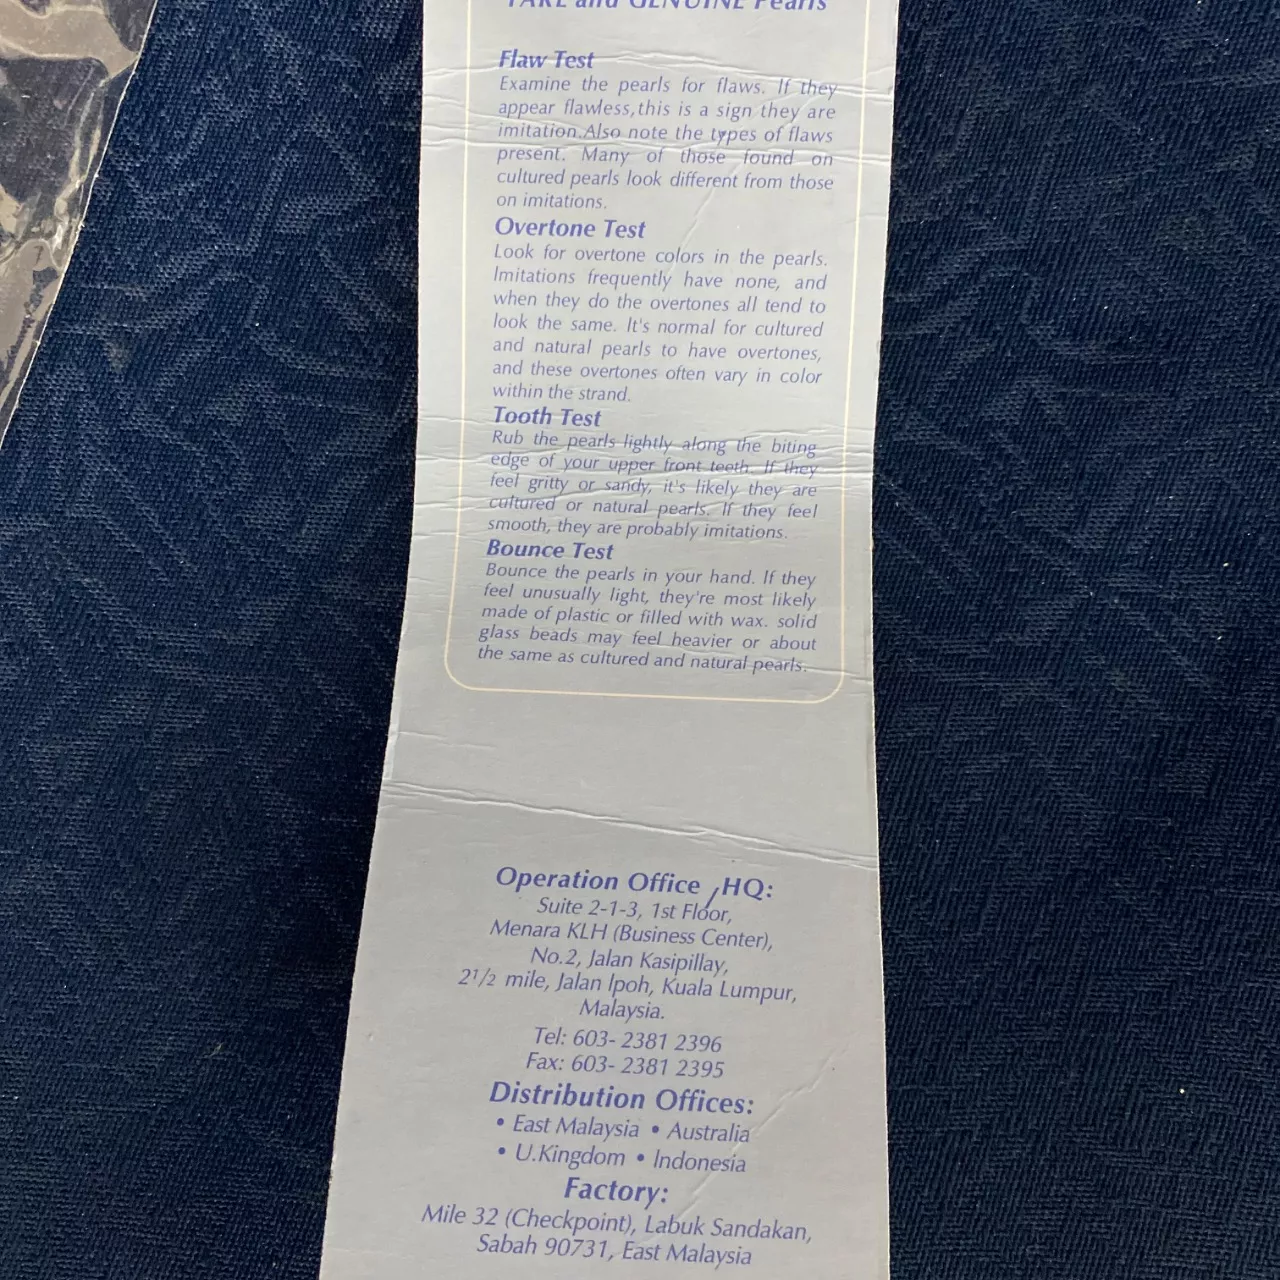 FAKE and GENUINE Pearls
Flaw Test
Examine the pearls for flaws. If they
appear flawless,this is a sign they are
imitation.Also note the types of flaws
present. Many of those found on
cultured pearls look different from those
on imitations.
Overtone Test
Look for overtone colors in the pearls.
Imitations frequently have none, and
when they do the overtones all tend to
look the same. It's normal for cultured
and natural pearls to have overtones,
and these overtones often vary in color
within the strand.
Tooth Test
Rub the pearls lightly along the biting
edge of your upper front teeth. If they
feel gritty or sandy, it's likely they are
cultured or natural pearls. If they feel
smooth, they are probably imitations.
Bounce Test
Bounce the pearls in your hand. If they
feel unusually light, they're most likely
made of plastic or filled with wax. solid
glass beads may feel heavier or about
the same as cultured and natural pearls.
Operation Office / HQ:
Suite 2-1-3, 1st Floor,
Menara KLH (Business Center),
No.2, Jalan Kasipillay,
2½ mile, Jalan Ipoh, Kuala Lumpur,
Malaysia.
Tel: 603- 2381 2396
Fax: 603- 2381 2395
Distribution Offices:
• East Malaysia • Australia
• U.Kingdom • Indonesia
Factory:
Mile 32 (Checkpoint), Labuk Sandakan,
Sabah 90731, East Malaysia